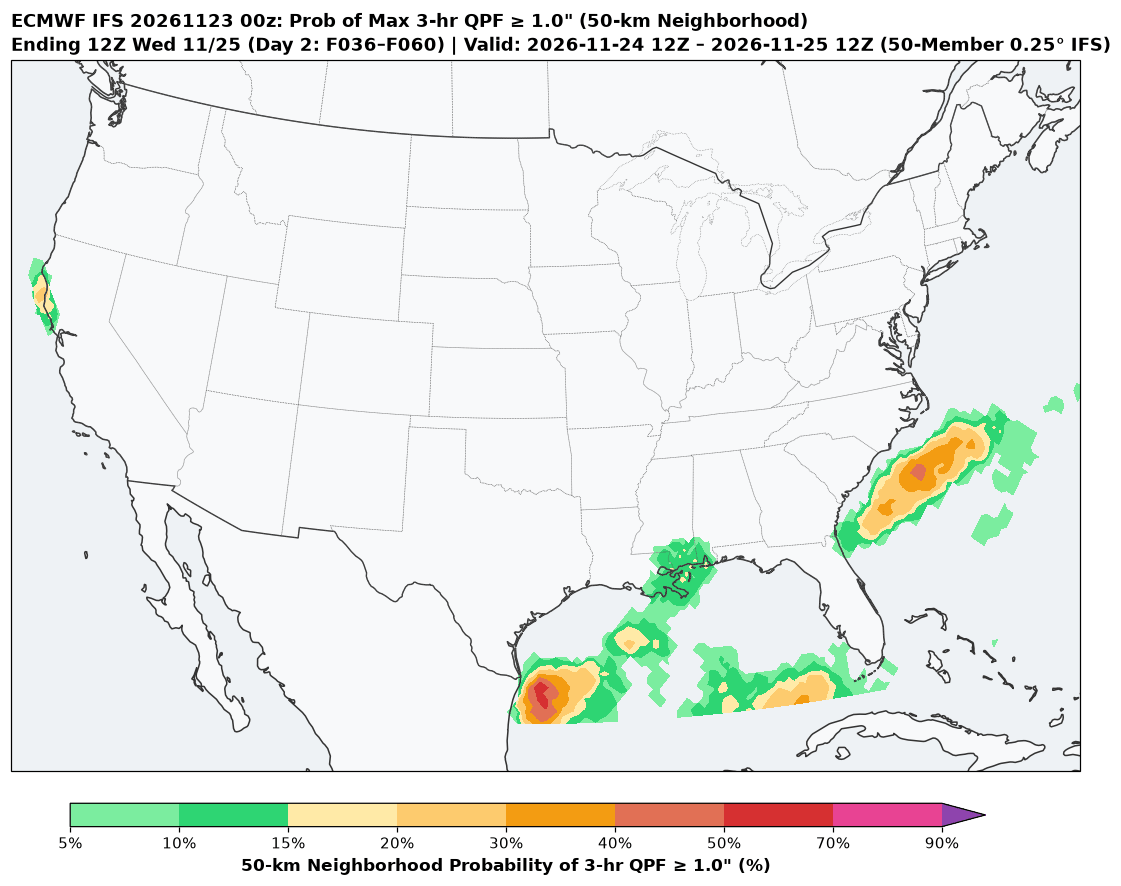 ECMWF IFS 20261123 00z: Prob of Max 3-hr QPF ≥ 1.0" (50-km Neighborhood)
Ending 12Z Wed 11/25 (Day 2: F036–F060) | Valid: 2026-11-24 12Z – 2026-11-25 12Z (50-Member 0.25° IFS)
5% 10% 15% 20% 30% 40% 50% 70% 90%
50-km Neighborhood Probability of 3-hr QPF ≥ 1.0" (%)